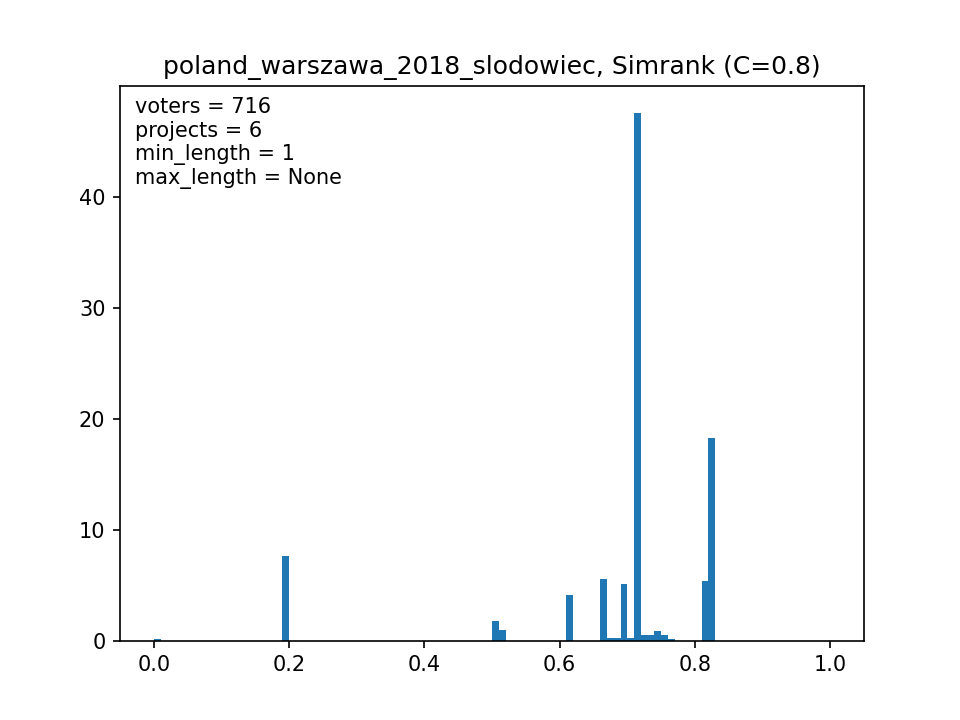 poland_warszawa_2018_slodowiec, Simrank (C=0.8)
voters = 716
projects = 6
min_length = 1
max_length = None
40
30
20
10
0
0.0 0.2 0.4 0.6 0.8 1.0